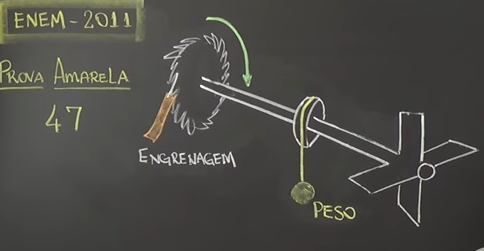 ENEM - 2011
PROVA AMARELA
47
ENGRENAGEM
PESO